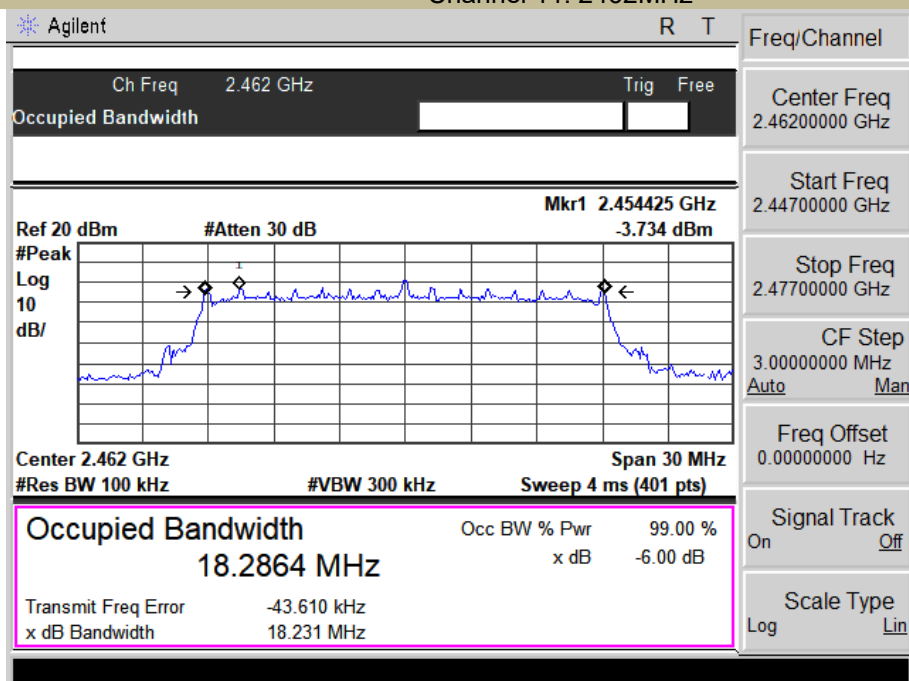 Channel 11: 2462MHz
Agilent R T
Ch Freq 2.462 GHz Trig Free
Occupied Bandwidth
Mkr1 2.454425 GHz
Ref 20 dBm #Atten 30 dB -3.734 dBm
#Peak
Log
10
dB/
1
Center 2.462 GHz Span 30 MHz
#Res BW 100 kHz #VBW 300 kHz Sweep 4 ms (401 pts)
Occupied Bandwidth Occ BW % Pwr 99.00 %
18.2864 MHz x dB -6.00 dB
Transmit Freq Error -43.610 kHz
x dB Bandwidth 18.231 MHz
Freq/Channel
Center Freq
2.46200000 GHz
Start Freq
2.44700000 GHz
Stop Freq
2.47700000 GHz
CF Step
3.00000000 MHz
Auto Man
Freq Offset
0.00000000 Hz
Signal Track
On Off
Scale Type
Log Lin